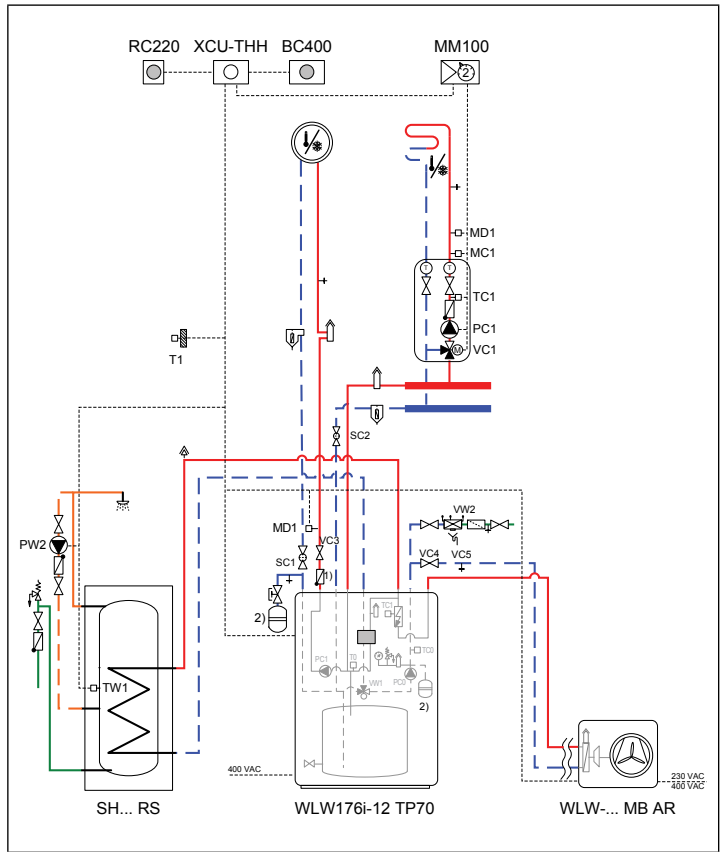 RC220 XCU-THH BC400 MM100
2
MD1
MC1
T T
TC1
PC1
M
VC1
T1
SC2
VW2
MD1
VC3
PW2
SC1
VC4 VC5
1)
2)
TC1
PC1
T0
TC0
VW1
PC0
2)
TW1
400 VAC
230 VAC
400 VAC
SH... RS WLW176i-12 TP70 WLW-... MB AR